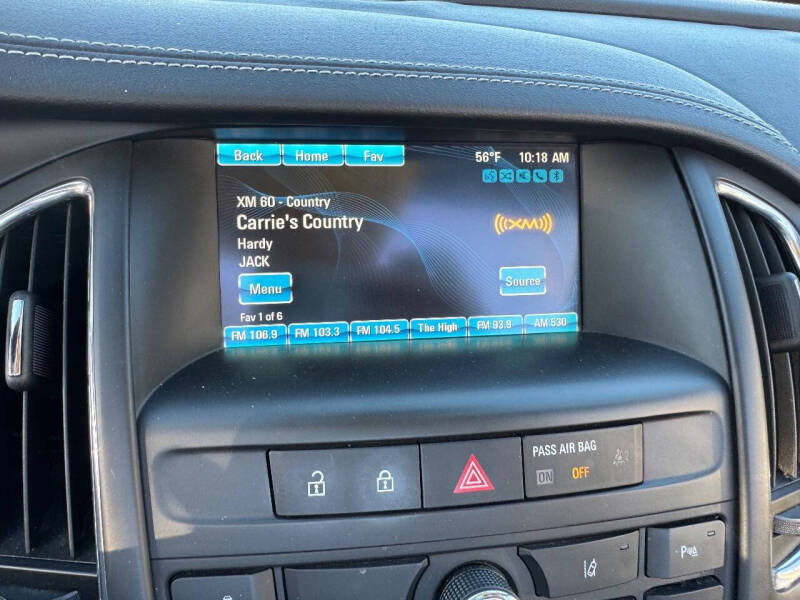 Back Home Fav 56°F 10:18 AM
XM 60 - Country
Carrie's Country
((XM))
Hardy
JACK
Menu
Source
Fav 1 of 6
FM 106.9 FM 103.3 FM 104.5 The High FM 93.9 AM 530
PASS AIR BAG
ON OFF
P